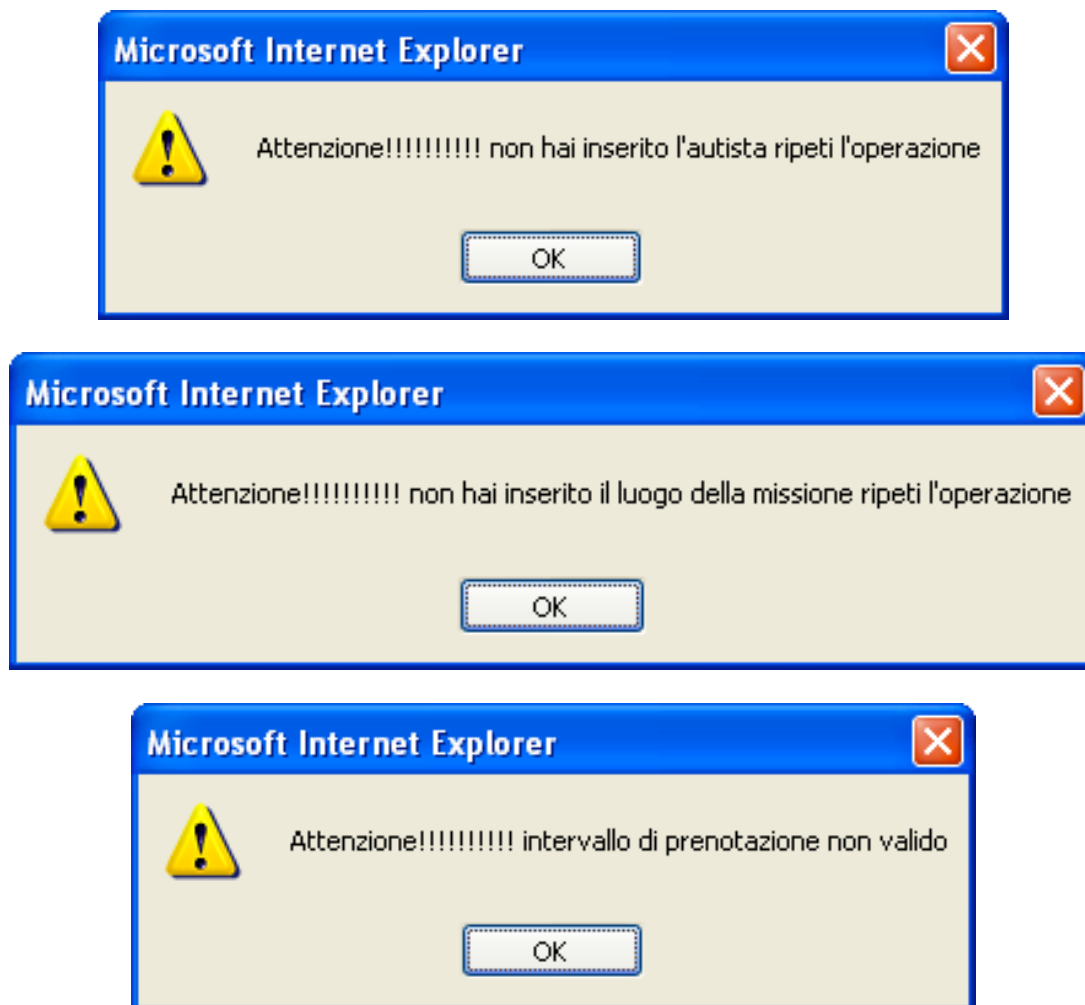 Microsoft Internet Explorer
Attenzione!!!!!!!!!! non hai inserito l'autista ripeti l'operazione
OK
Microsoft Internet Explorer
Attenzione!!!!!!!!!! non hai inserito il luogo della missione ripeti l'operazione
OK
Microsoft Internet Explorer
Attenzione!!!!!!!!!! intervallo di prenotazione non valido
OK